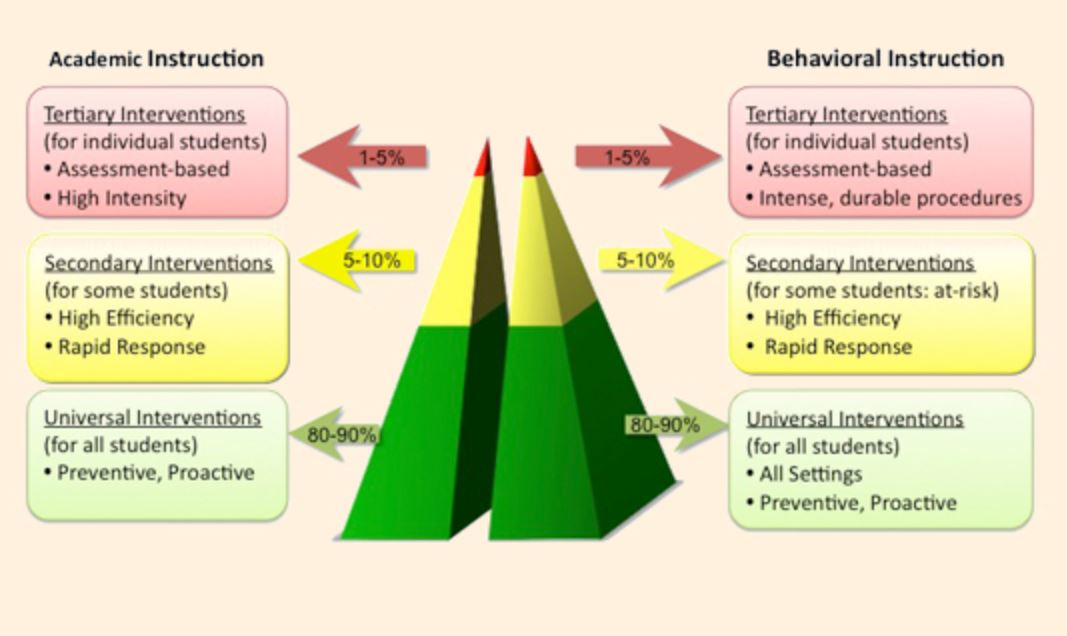 Academic Instruction
Tertiary Interventions
(for individual students)
• Assessment-based
• High Intensity
1-5%
Secondary Interventions
(for some students)
• High Efficiency
• Rapid Response
5-10%
Universal Interventions
(for all students)
• Preventive, Proactive
80-90%
Behavioral Instruction
Tertiary Interventions
(for individual students)
• Assessment-based
• Intense, durable procedures
1-5%
Secondary Interventions
(for some students: at-risk)
• High Efficiency
• Rapid Response
5-10%
Universal Interventions
(for all students)
• All Settings
• Preventive, Proactive
80-90%